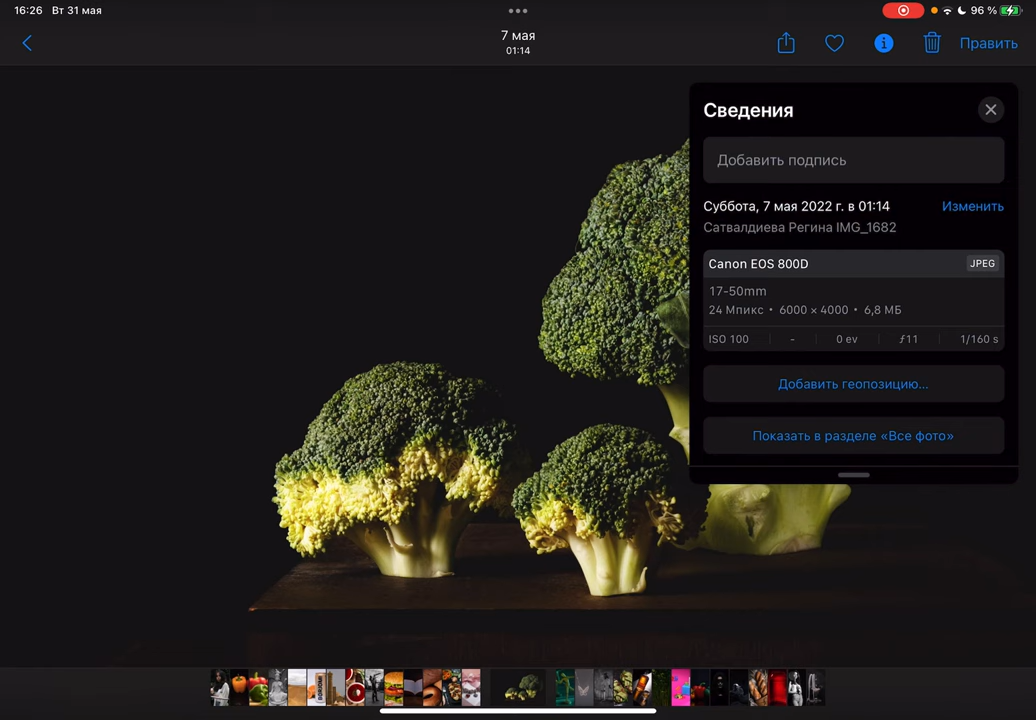 16:26 Вт 31 мая
96 %
7 мая
01:14
Править
Сведения
Добавить подпись
Суббота, 7 мая 2022 г. в 01:14 Изменить
Сатвалдиева Регина IMG_1682
Canon EOS 800D JPEG
17-50mm
24 Мпикс • 6000 × 4000 • 6,8 МБ
ISO 100 - 0 ev ƒ11 1/160 s
Добавить геопозицию...
Показать в разделе «Все фото»